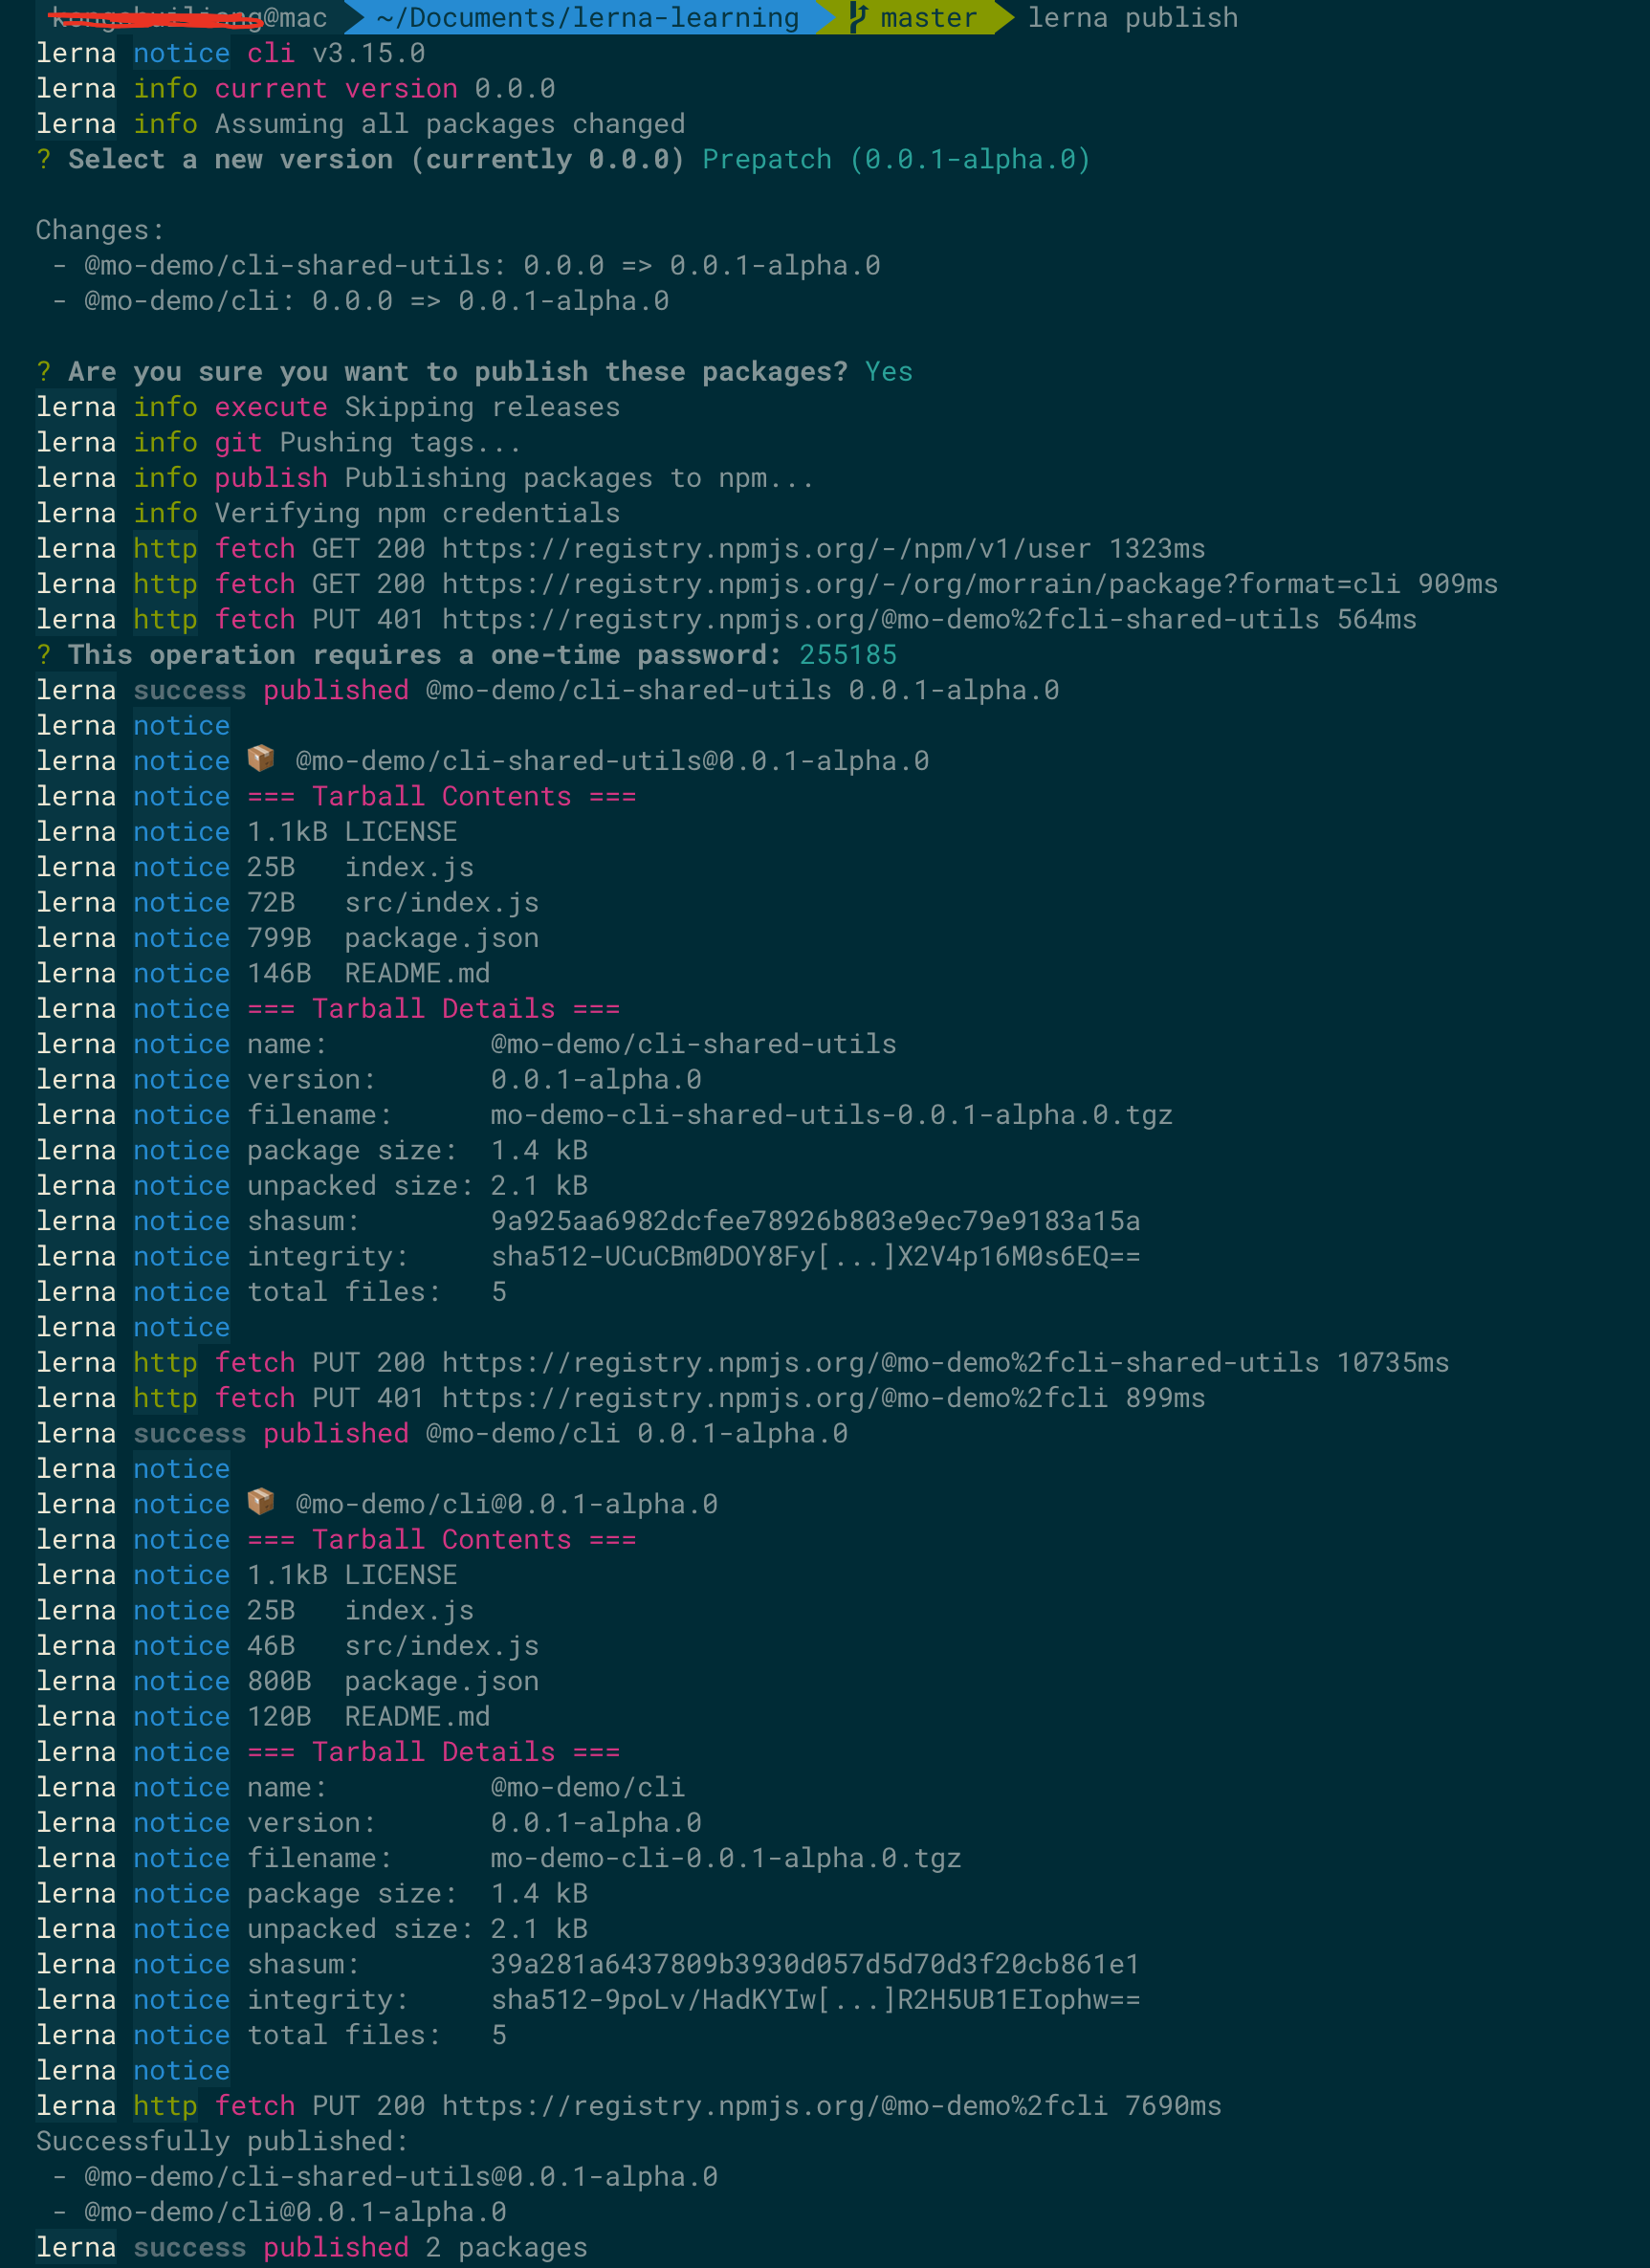 @mac ~/Documents/lerna-learning master lerna publish
lerna notice cli v3.15.0
lerna info current version 0.0.0
lerna info Assuming all packages changed
? Select a new version (currently 0.0.0) Prepatch (0.0.1-alpha.0)
Changes:
- @mo-demo/cli-shared-utils: 0.0.0 => 0.0.1-alpha.0
- @mo-demo/cli: 0.0.0 => 0.0.1-alpha.0
? Are you sure you want to publish these packages? Yes
lerna info execute Skipping releases
lerna info git Pushing tags...
lerna info publish Publishing packages to npm...
lerna info Verifying npm credentials
lerna http fetch GET 200 https://registry.npmjs.org/-/npm/v1/user 1323ms
lerna http fetch GET 200 https://registry.npmjs.org/-/org/morrain/package?format=cli 909ms
lerna http fetch PUT 401 https://registry.npmjs.org/@mo-demo%2fcli-shared-utils 564ms
? This operation requires a one-time password: 255185
lerna success published @mo-demo/cli-shared-utils 0.0.1-alpha.0
lerna notice
lerna notice 📦 @mo-demo/cli-shared-utils@0.0.1-alpha.0
lerna notice === Tarball Contents ===
lerna notice 1.1kB LICENSE
lerna notice 25B index.js
lerna notice 72B src/index.js
lerna notice 799B package.json
lerna notice 146B README.md
lerna notice === Tarball Details ===
lerna notice name: @mo-demo/cli-shared-utils
lerna notice version: 0.0.1-alpha.0
lerna notice filename: mo-demo-cli-shared-utils-0.0.1-alpha.0.tgz
lerna notice package size: 1.4 kB
lerna notice unpacked size: 2.1 kB
lerna notice shasum: 9a925aa6982dcfee78926b803e9ec79e9183a15a
lerna notice integrity: sha512-UCuCBm0DOY8Fy[...]X2V4p16M0s6EQ==
lerna notice total files: 5
lerna notice
lerna http fetch PUT 200 https://registry.npmjs.org/@mo-demo%2fcli-shared-utils 10735ms
lerna http fetch PUT 401 https://registry.npmjs.org/@mo-demo%2fcli 899ms
lerna success published @mo-demo/cli 0.0.1-alpha.0
lerna notice
lerna notice 📦 @mo-demo/cli@0.0.1-alpha.0
lerna notice === Tarball Contents ===
lerna notice 1.1kB LICENSE
lerna notice 25B index.js
lerna notice 46B src/index.js
lerna notice 800B package.json
lerna notice 120B README.md
lerna notice === Tarball Details ===
lerna notice name: @mo-demo/cli
lerna notice version: 0.0.1-alpha.0
lerna notice filename: mo-demo-cli-0.0.1-alpha.0.tgz
lerna notice package size: 1.4 kB
lerna notice unpacked size: 2.1 kB
lerna notice shasum: 39a281a6437809b3930d057d5d70d3f20cb861e1
lerna notice integrity: sha512-9poLv/HadKYIw[...]R2H5UB1EIophw==
lerna notice total files: 5
lerna notice
lerna http fetch PUT 200 https://registry.npmjs.org/@mo-demo%2fcli 7690ms
Successfully published:
- @mo-demo/cli-shared-utils@0.0.1-alpha.0
- @mo-demo/cli@0.0.1-alpha.0
lerna success published 2 packages